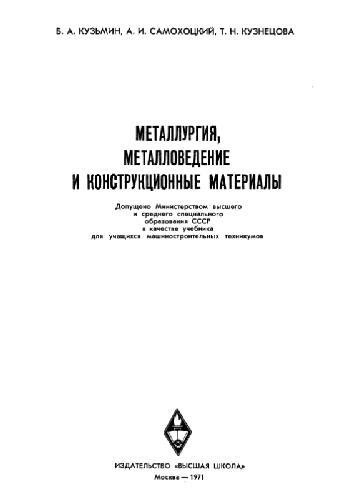 Б. А. КУЗЬМИН, А. И. САМОХОЦКИЙ, Т. Н. КУЗНЕЦОВА
МЕТАЛЛУРГИЯ,
МЕТАЛЛОВЕДЕНИЕ
И КОНСТРУКЦИОННЫЕ МАТЕРИАЛЫ
Допущено Министерством высшего
и среднего специального
образования СССР
в качестве учебника
для учащихся машиностроительных техникумов
ИЗДАТЕЛЬСТВО «ВЫСШАЯ ШКОЛА»
Москва — 1971